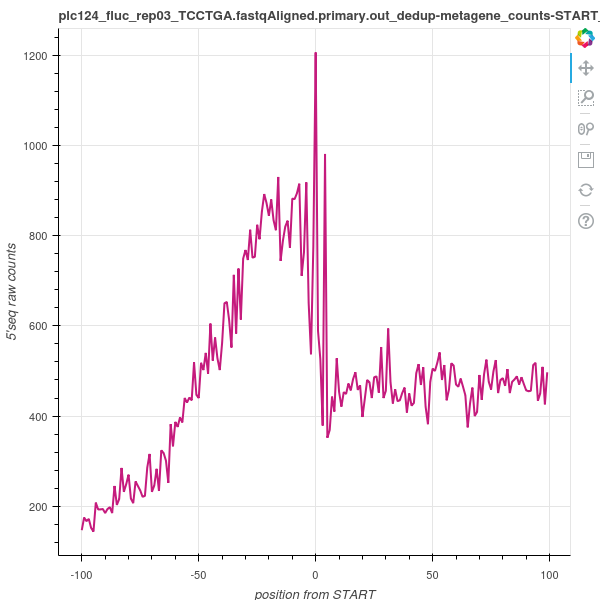 plc124_fluc_rep03_TCCTGA.fastqAligned.primary.out_dedup-metagene_counts-START_
1200
1000
800
600
400
200
5'seq raw counts
-100 -50 0 50 100
position from START